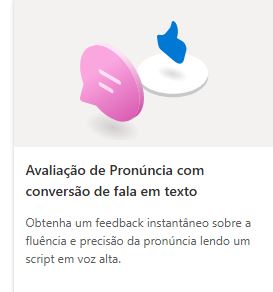 Avaliação de Pronúncia com
conversão de fala em texto
Obtenha um feedback instantâneo sobre a
fluência e precisão da pronúncia lendo um
script em voz alta.